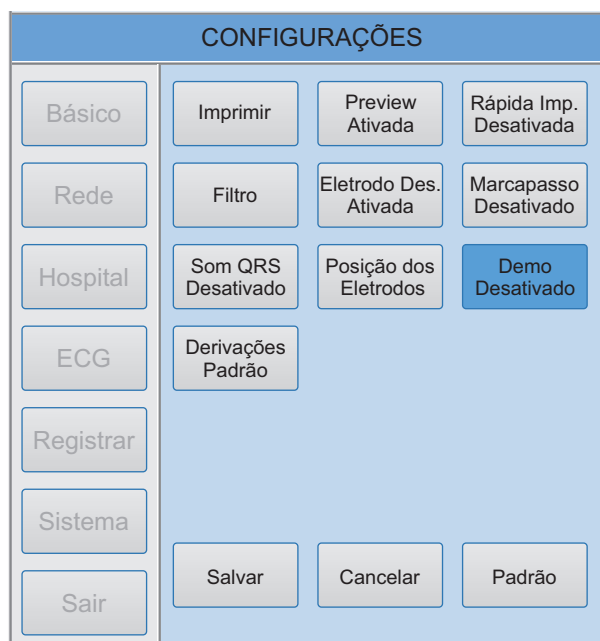 CONFIGURAÇÕES
Básico
Rede
Hospital
ECG
Registrar
Sistema
Sair
Imprimir
Preview
Ativada
Rápida Imp.
Desativada
Filtro
Eletrodo Des.
Ativada
Marcapasso
Desativado
Som QRS
Desativado
Posição dos
Eletrodos
Demo
Desativado
Derivações
Padrão
Salvar
Cancelar
Padrão